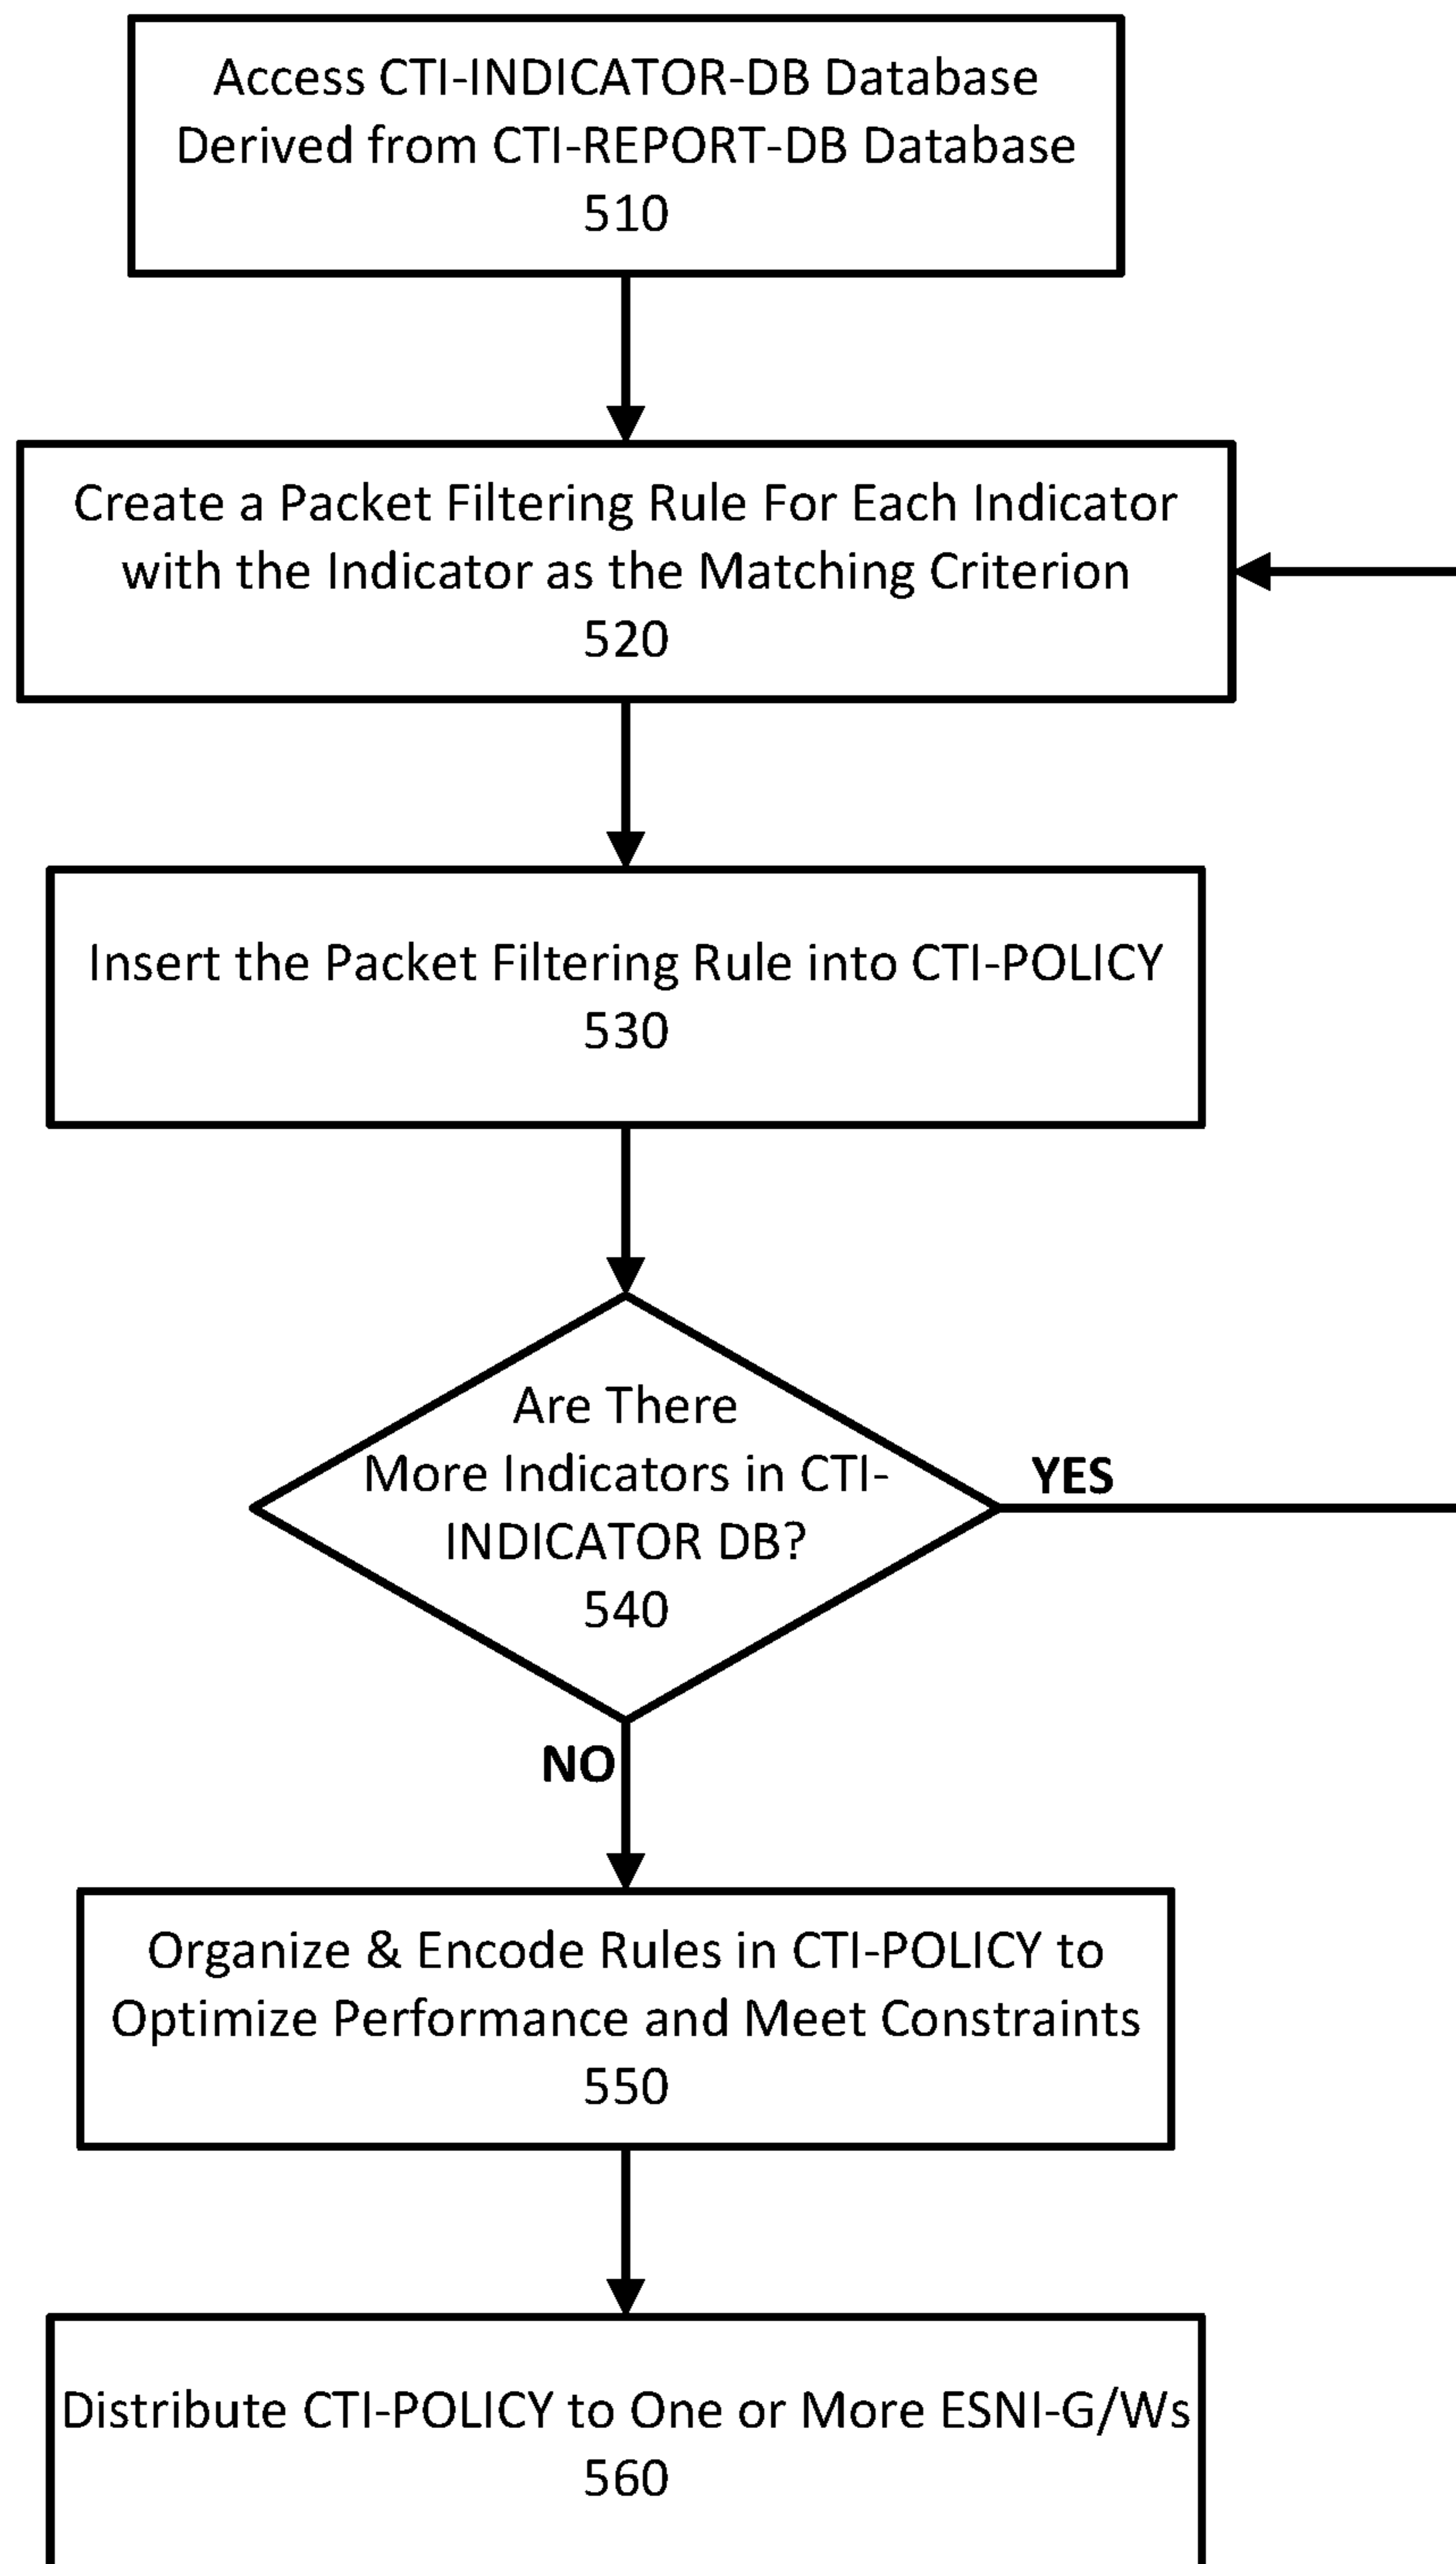 Access CTI-INDICATOR-DB Database
Derived from CTI-REPORT-DB Database
510
Create a Packet Filtering Rule For Each Indicator
with the Indicator as the Matching Criterion
520
Insert the Packet Filtering Rule into CTI-POLICY
530
Are There
More Indicators in CTI-
INDICATOR DB?
540
YES
NO
Organize & Encode Rules in CTI-POLICY to
Optimize Performance and Meet Constraints
550
Distribute CTI-POLICY to One or More ESNI-G/Ws
560